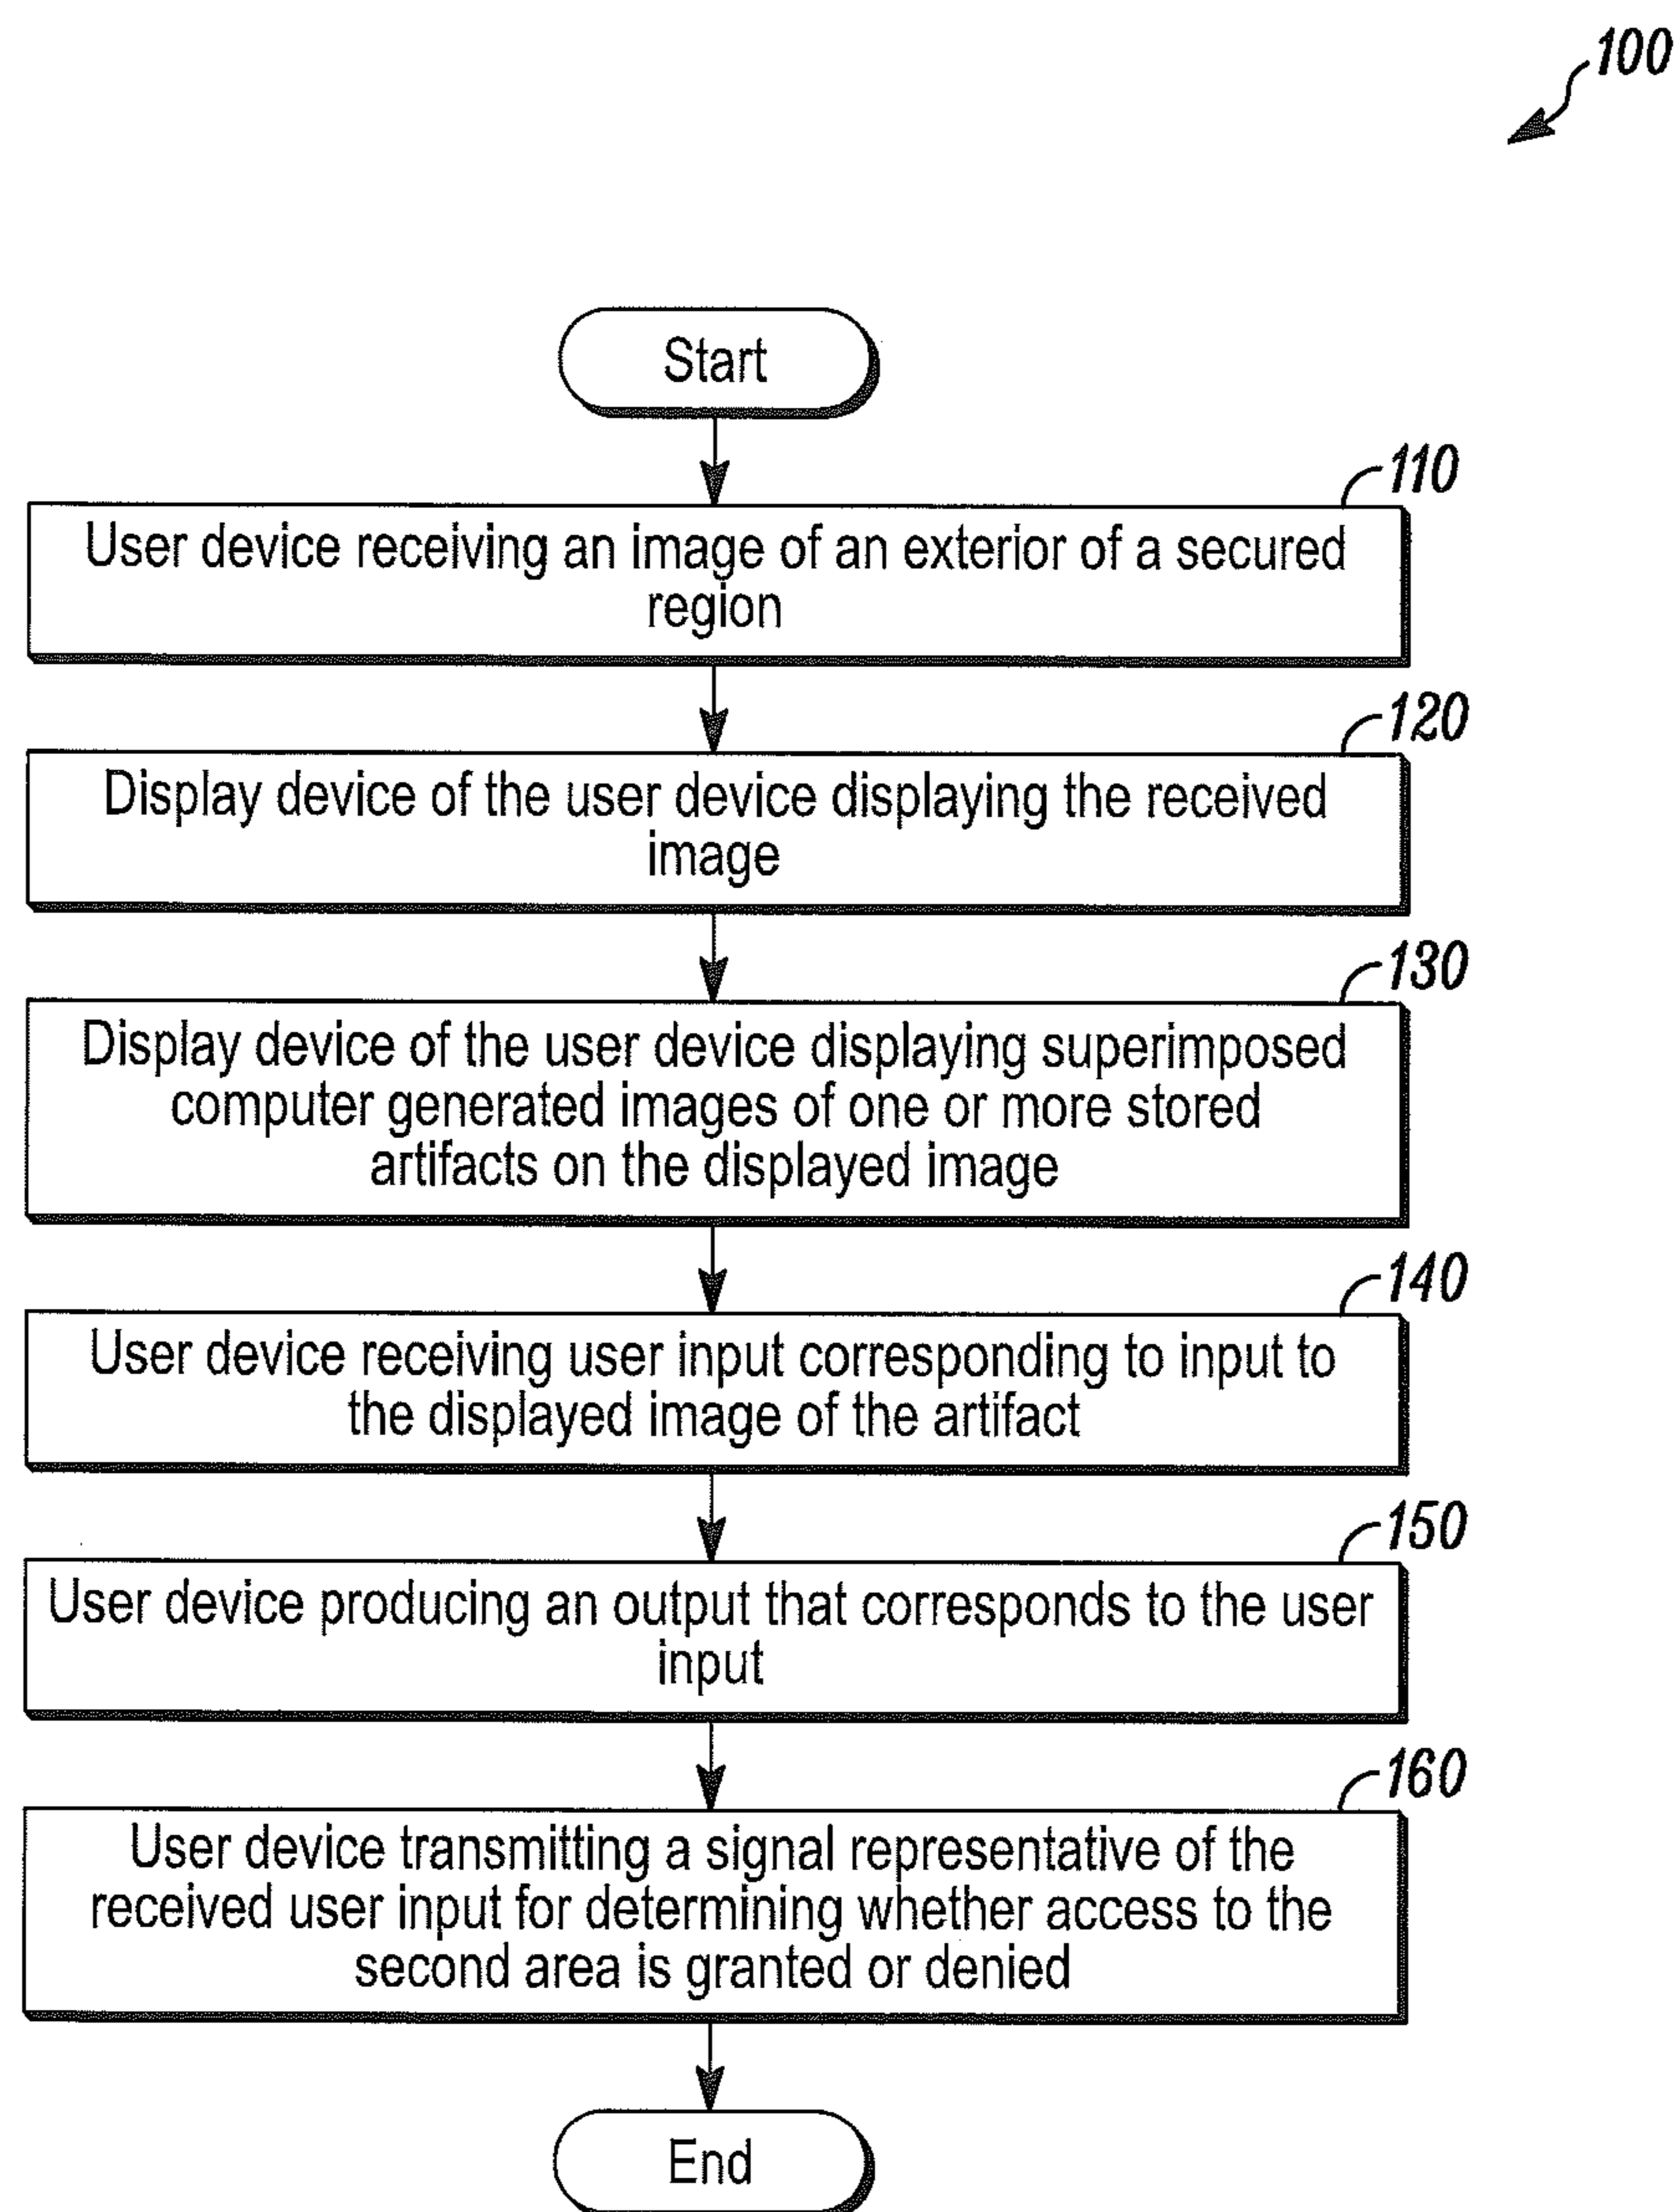 100
Start
110
User device receiving an image of an exterior of a secured
region
120
Display device of the user device displaying the received
image
130
Display device of the user device displaying superimposed
computer generated images of one or more stored
artifacts on the displayed image
140
User device receiving user input corresponding to input to
the displayed image of the artifact
150
User device producing an output that corresponds to the user
input
160
User device transmitting a signal representative of the
received user input for determining whether access to the
second area is granted or denied
End